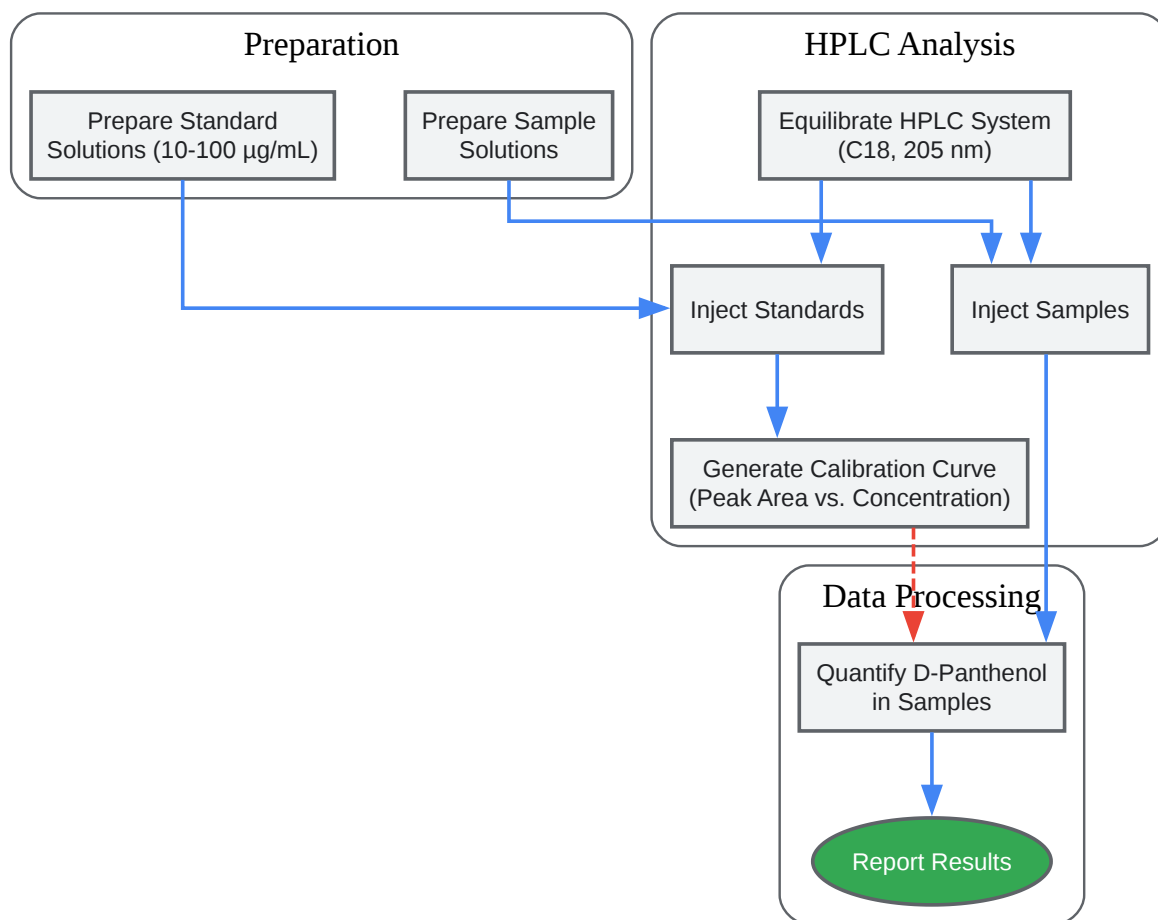 Preparation
Prepare Standard
Solutions (10-100 µg/mL)
Prepare Sample
Solutions
HPLC Analysis
Equilibrate HPLC System
(C18, 205 nm)
Inject Standards
Inject Samples
Generate Calibration Curve
(Peak Area vs. Concentration)
Data Processing
Quantify D-Panthenol
in Samples
Report Results